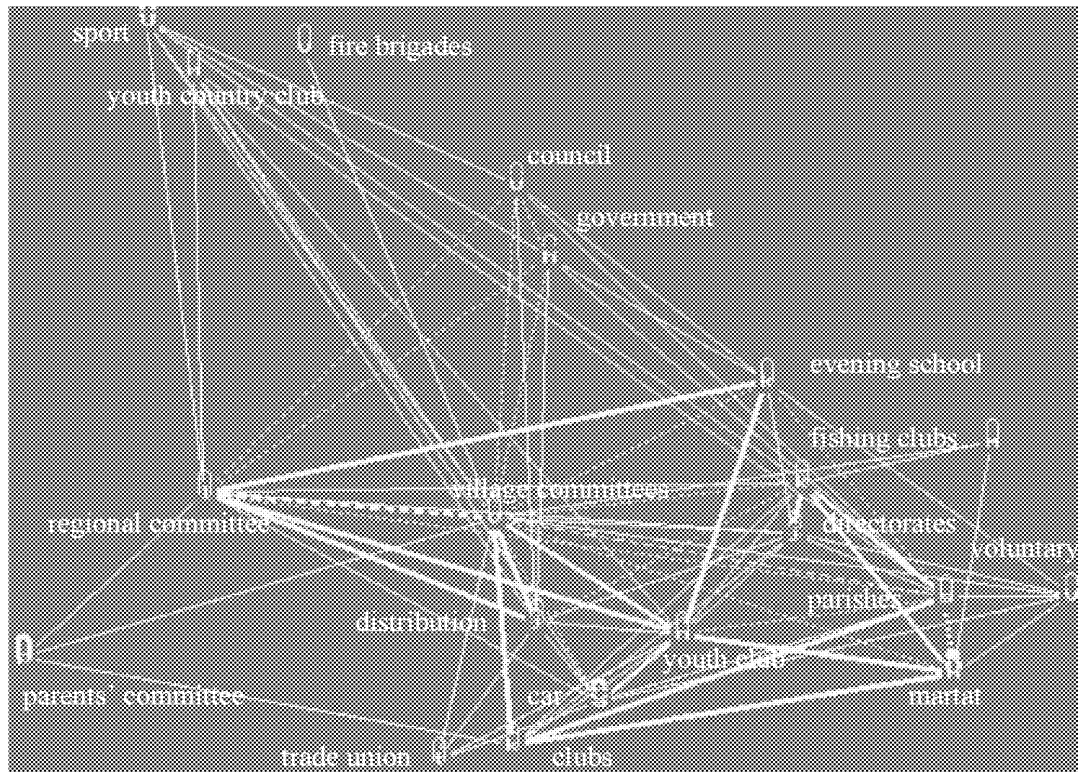 sport
fire brigades
youth country club
council
government
evening school
fishing clubs
village committees
regional committee
directorates
voluntary
parishes
distribution
youth club
parents' committee
car
martat
trade union
clubs